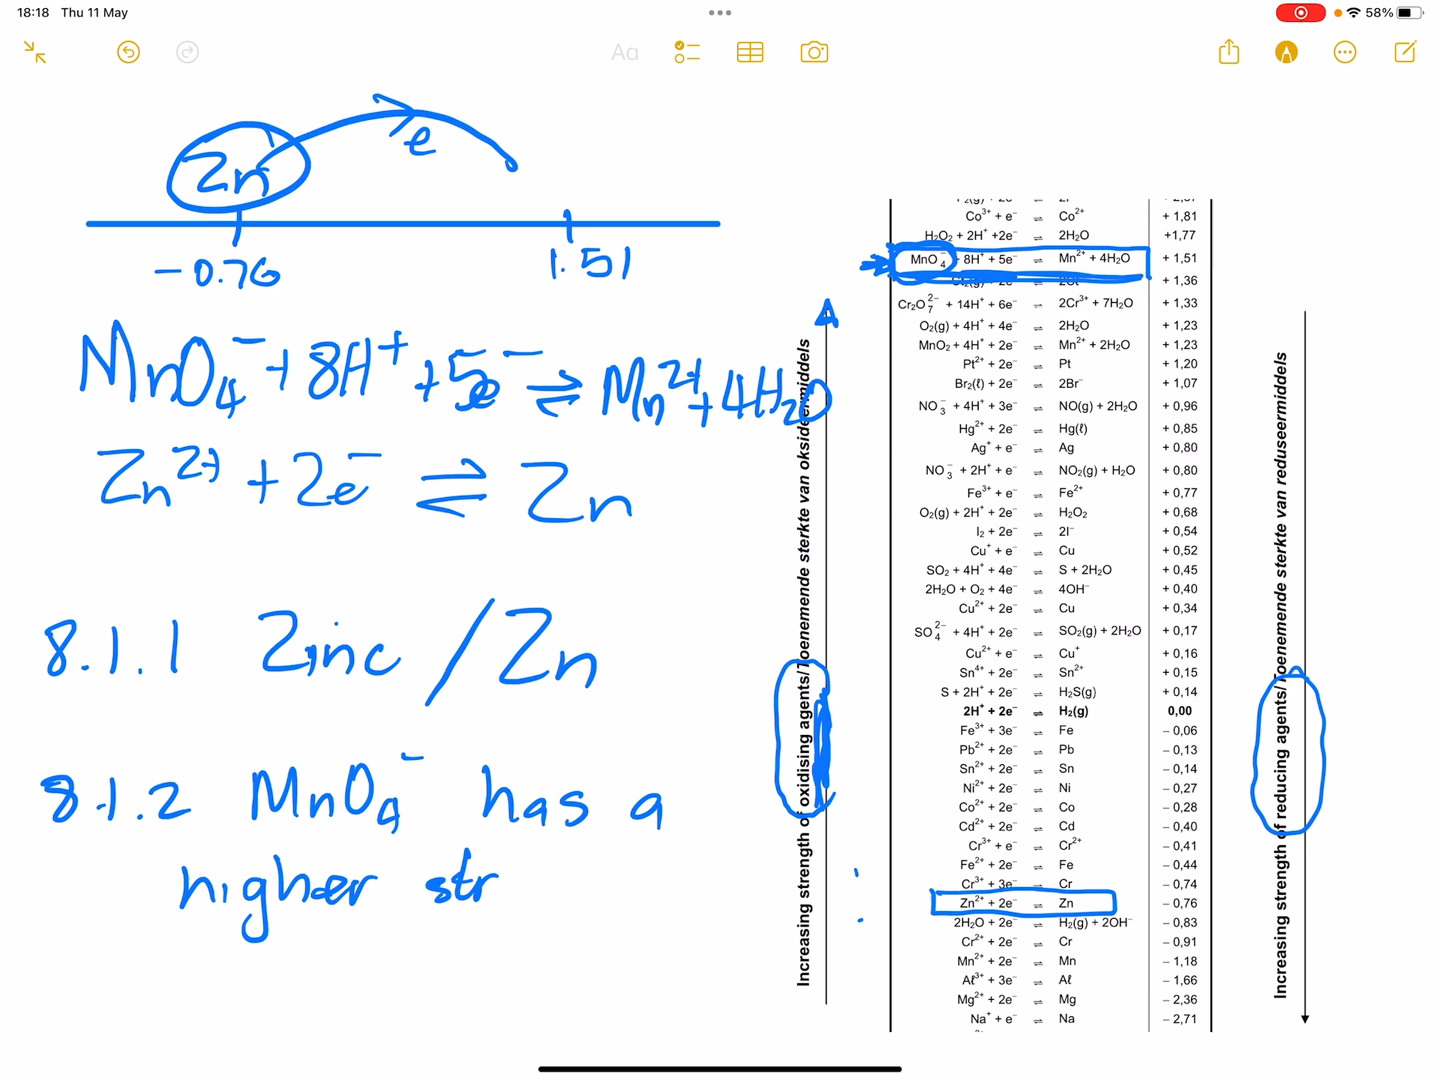 18:18 Thu 11 May
58%
Aa
Zn
e
-0.76
1.51
MnO₄⁻ + 8H⁺ + 5e⁻ ⇌ Mn²⁺ + 4H₂O
Zn²⁺ + 2e⁻ ⇌ Zn
8.1.1 Zinc / Zn
8.1.2 MnO₄⁻ has a
higher str
Increasing strength of oxidising agents/Toenemende sterkte van oksideermiddels
Co³⁺ + e⁻ ⇌ Co²⁺ + 1,81
H₂O₂ + 2H⁺ +2e⁻ ⇌ 2H₂O +1,77
MnO₄⁻ + 8H⁺ + 5e⁻ ⇌ Mn²⁺ + 4H₂O + 1,51
Cl₂(g) + 2e⁻ ⇌ 2Cl⁻ + 1,36
Cr₂O₇²⁻ + 14H⁺ + 6e⁻ ⇌ 2Cr³⁺ + 7H₂O + 1,33
O₂(g) + 4H⁺ + 4e⁻ ⇌ 2H₂O + 1,23
MnO₂ + 4H⁺ + 2e⁻ ⇌ Mn²⁺ + 2H₂O + 1,23
Pt²⁺ + 2e⁻ ⇌ Pt + 1,20
Br₂(ℓ) + 2e⁻ ⇌ 2Br⁻ + 1,07
NO₃⁻ + 4H⁺ + 3e⁻ ⇌ NO(g) + 2H₂O + 0,96
Hg²⁺ + 2e⁻ ⇌ Hg(ℓ) + 0,85
Ag⁺ + e⁻ ⇌ Ag + 0,80
NO₃⁻ + 2H⁺ + e⁻ ⇌ NO₂(g) + H₂O + 0,80
Fe³⁺ + e⁻ ⇌ Fe²⁺ + 0,77
O₂(g) + 2H⁺ + 2e⁻ ⇌ H₂O₂ + 0,68
I₂ + 2e⁻ ⇌ 2I⁻ + 0,54
Cu⁺ + e⁻ ⇌ Cu + 0,52
SO₂ + 4H⁺ + 4e⁻ ⇌ S + 2H₂O + 0,45
2H₂O + O₂ + 4e⁻ ⇌ 4OH⁻ + 0,40
Cu²⁺ + 2e⁻ ⇌ Cu + 0,34
SO₄²⁻ + 4H⁺ + 2e⁻ ⇌ SO₂(g) + 2H₂O + 0,17
Cu²⁺ + e⁻ ⇌ Cu⁺ + 0,16
Sn⁴⁺ + 2e⁻ ⇌ Sn²⁺ + 0,15
S + 2H⁺ + 2e⁻ ⇌ H₂S(g) + 0,14
2H⁺ + 2e⁻ ⇌ H₂(g) 0,00
Fe³⁺ + 3e⁻ ⇌ Fe − 0,06
Pb²⁺ + 2e⁻ ⇌ Pb − 0,13
Sn²⁺ + 2e⁻ ⇌ Sn − 0,14
Ni²⁺ + 2e⁻ ⇌ Ni − 0,27
Co²⁺ + 2e⁻ ⇌ Co − 0,28
Cd²⁺ + 2e⁻ ⇌ Cd − 0,40
Cr³⁺ + e⁻ ⇌ Cr²⁺ − 0,41
Fe²⁺ + 2e⁻ ⇌ Fe − 0,44
Cr³⁺ + 3e⁻ ⇌ Cr − 0,74
Zn²⁺ + 2e⁻ ⇌ Zn − 0,76
2H₂O + 2e⁻ ⇌ H₂(g) + 2OH⁻ − 0,83
Cr²⁺ + 2e⁻ ⇌ Cr − 0,91
Mn²⁺ + 2e⁻ ⇌ Mn − 1,18
Aℓ³⁺ + 3e⁻ ⇌ Aℓ − 1,66
Mg²⁺ + 2e⁻ ⇌ Mg − 2,36
Na⁺ + e⁻ ⇌ Na − 2,71
Increasing strength of reducing agents/Toenemende sterkte van reduseermiddels